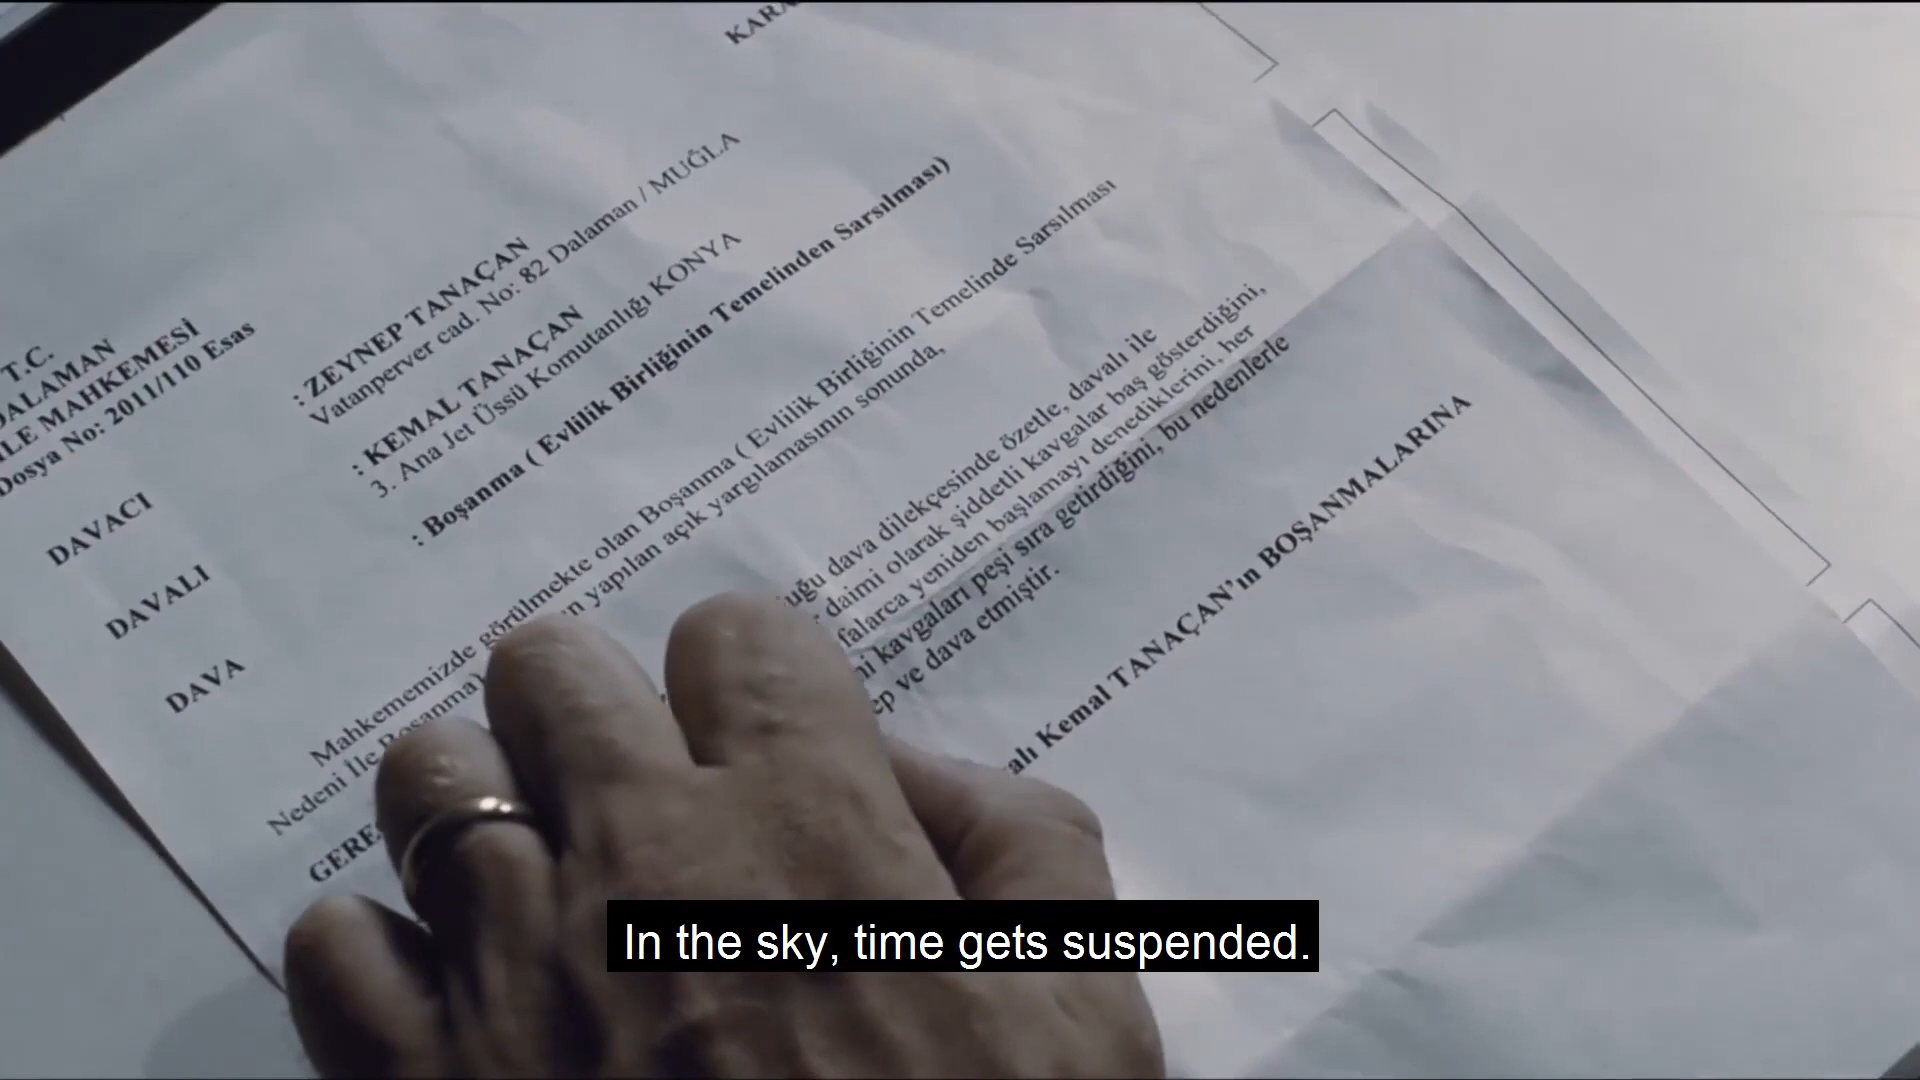 T.C.
DALAMAN
AİLE MAHKEMESİ
Dosya No: 2011/110 Esas
DAVACI : ZEYNEP TANAÇAN
Vatanperver cad. No: 82 Dalaman / MUĞLA
DAVALI : KEMAL TANAÇAN
3. Ana Jet Üssü Komutanlığı KONYA
DAVA : Boşanma ( Evlilik Birliğinin Temelinden Sarsılması)
Mahkememizde görülmekte olan Boşanma ( Evlilik Birliğinin Temelinde Sarsılması
Nedeni İle Boşanma) yapılan açık yargılamasının sonunda,
dava dilekçesinde özetle, davalı ile
daimi olarak şiddetli kavgalar baş gösterdiğini,
yeniden başlamayı denediklerini, her
kavgaları peşi sıra getirdiğini, bu nedenlerle
ve dava etmiştir.
Kemal TANAÇAN'ın BOŞANMALARINA
In the sky, time gets suspended.